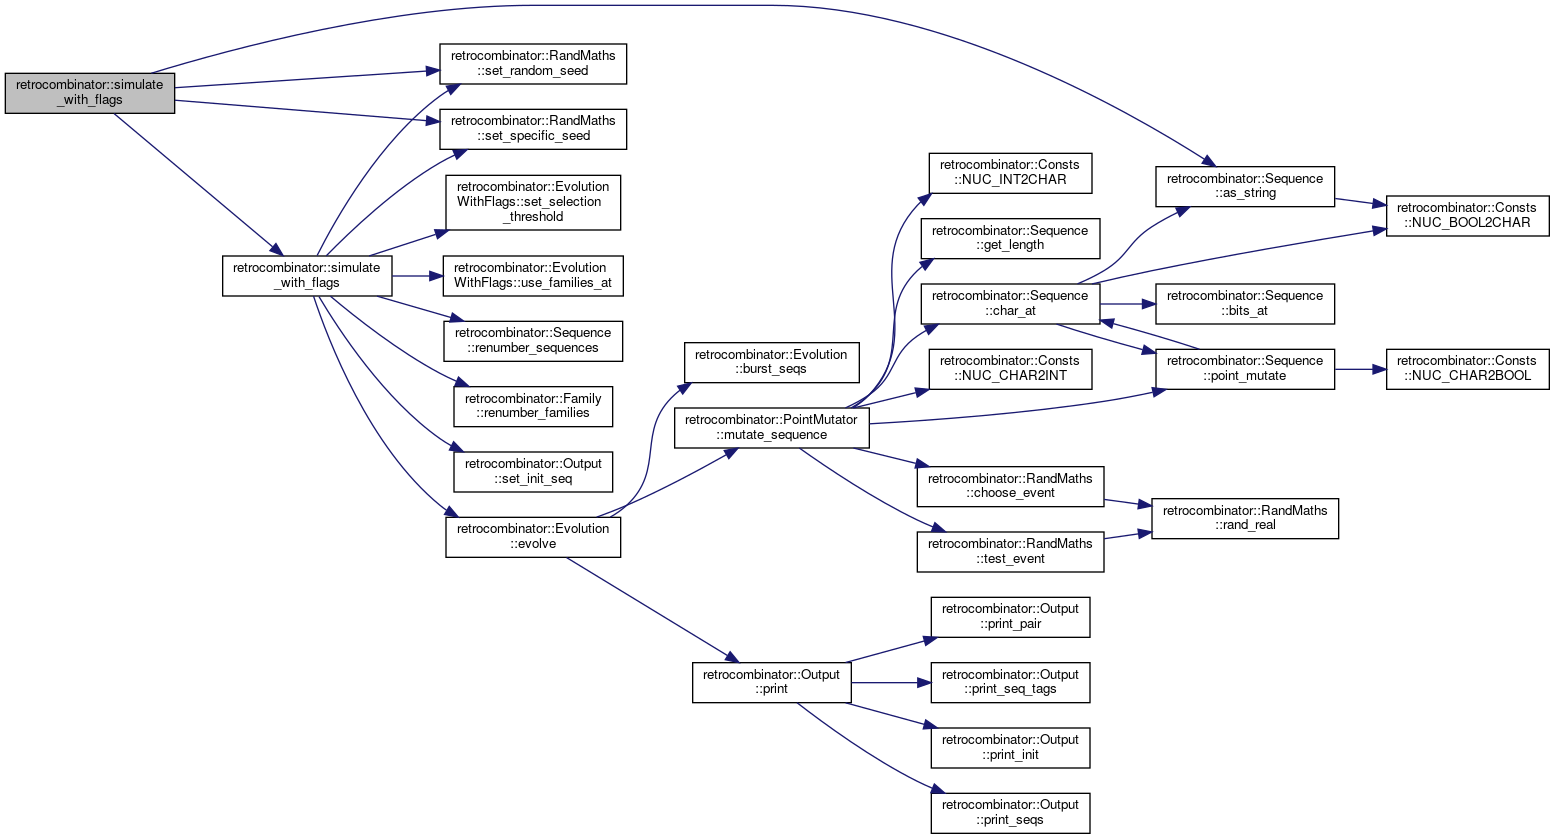 retrocombinator::simulate
_with_flags
retrocombinator::RandMaths
::set_random_seed
retrocombinator::RandMaths
::set_specific_seed
retrocombinator::Evolution
WithFlags::set_selection
_threshold
retrocombinator::simulate
_with_flags
retrocombinator::Evolution
WithFlags::use_families_at
retrocombinator::Sequence
::renumber_sequences
retrocombinator::Family
::renumber_families
retrocombinator::Output
::set_init_seq
retrocombinator::Evolution
::evolve
retrocombinator::Evolution
::burst_seqs
retrocombinator::PointMutator
::mutate_sequence
retrocombinator::Output
::print
retrocombinator::Consts
::NUC_INT2CHAR
retrocombinator::Sequence
::get_length
retrocombinator::Sequence
::char_at
retrocombinator::Consts
::NUC_CHAR2INT
retrocombinator::RandMaths
::choose_event
retrocombinator::RandMaths
::test_event
retrocombinator::Output
::print_pair
retrocombinator::Output
::print_seq_tags
retrocombinator::Output
::print_init
retrocombinator::Output
::print_seqs
retrocombinator::Sequence
::as_string
retrocombinator::Sequence
::bits_at
retrocombinator::Sequence
::point_mutate
retrocombinator::RandMaths
::rand_real
retrocombinator::Consts
::NUC_BOOL2CHAR
retrocombinator::Consts
::NUC_CHAR2BOOL